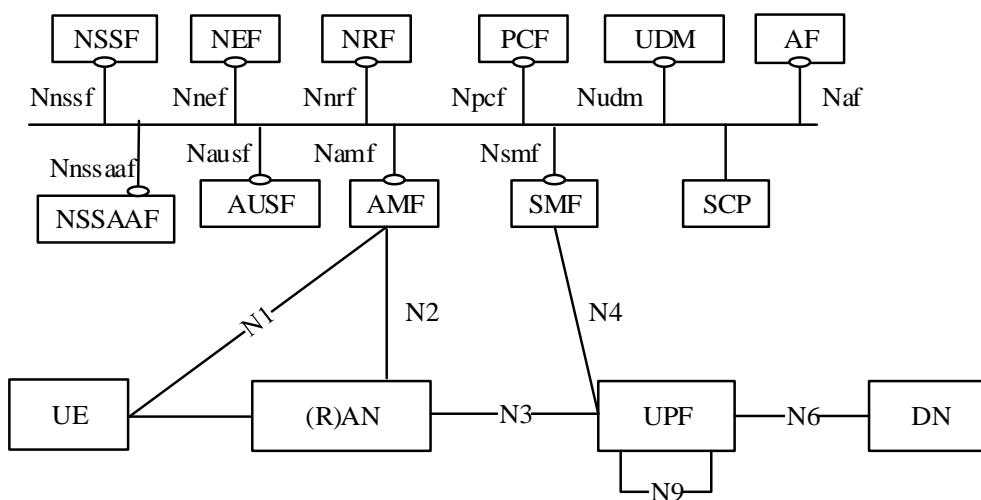 NSSF NEF NRF PCF UDM AF
Nnssf Nnef Nnrf Npcf Nudm Naf
Nnssaaf Nausf Namf Nsmf
NSSAAF AUSF AMF SMF SCP
N1 N2 N4
UE (R)AN N3 UPF N6 DN
N9